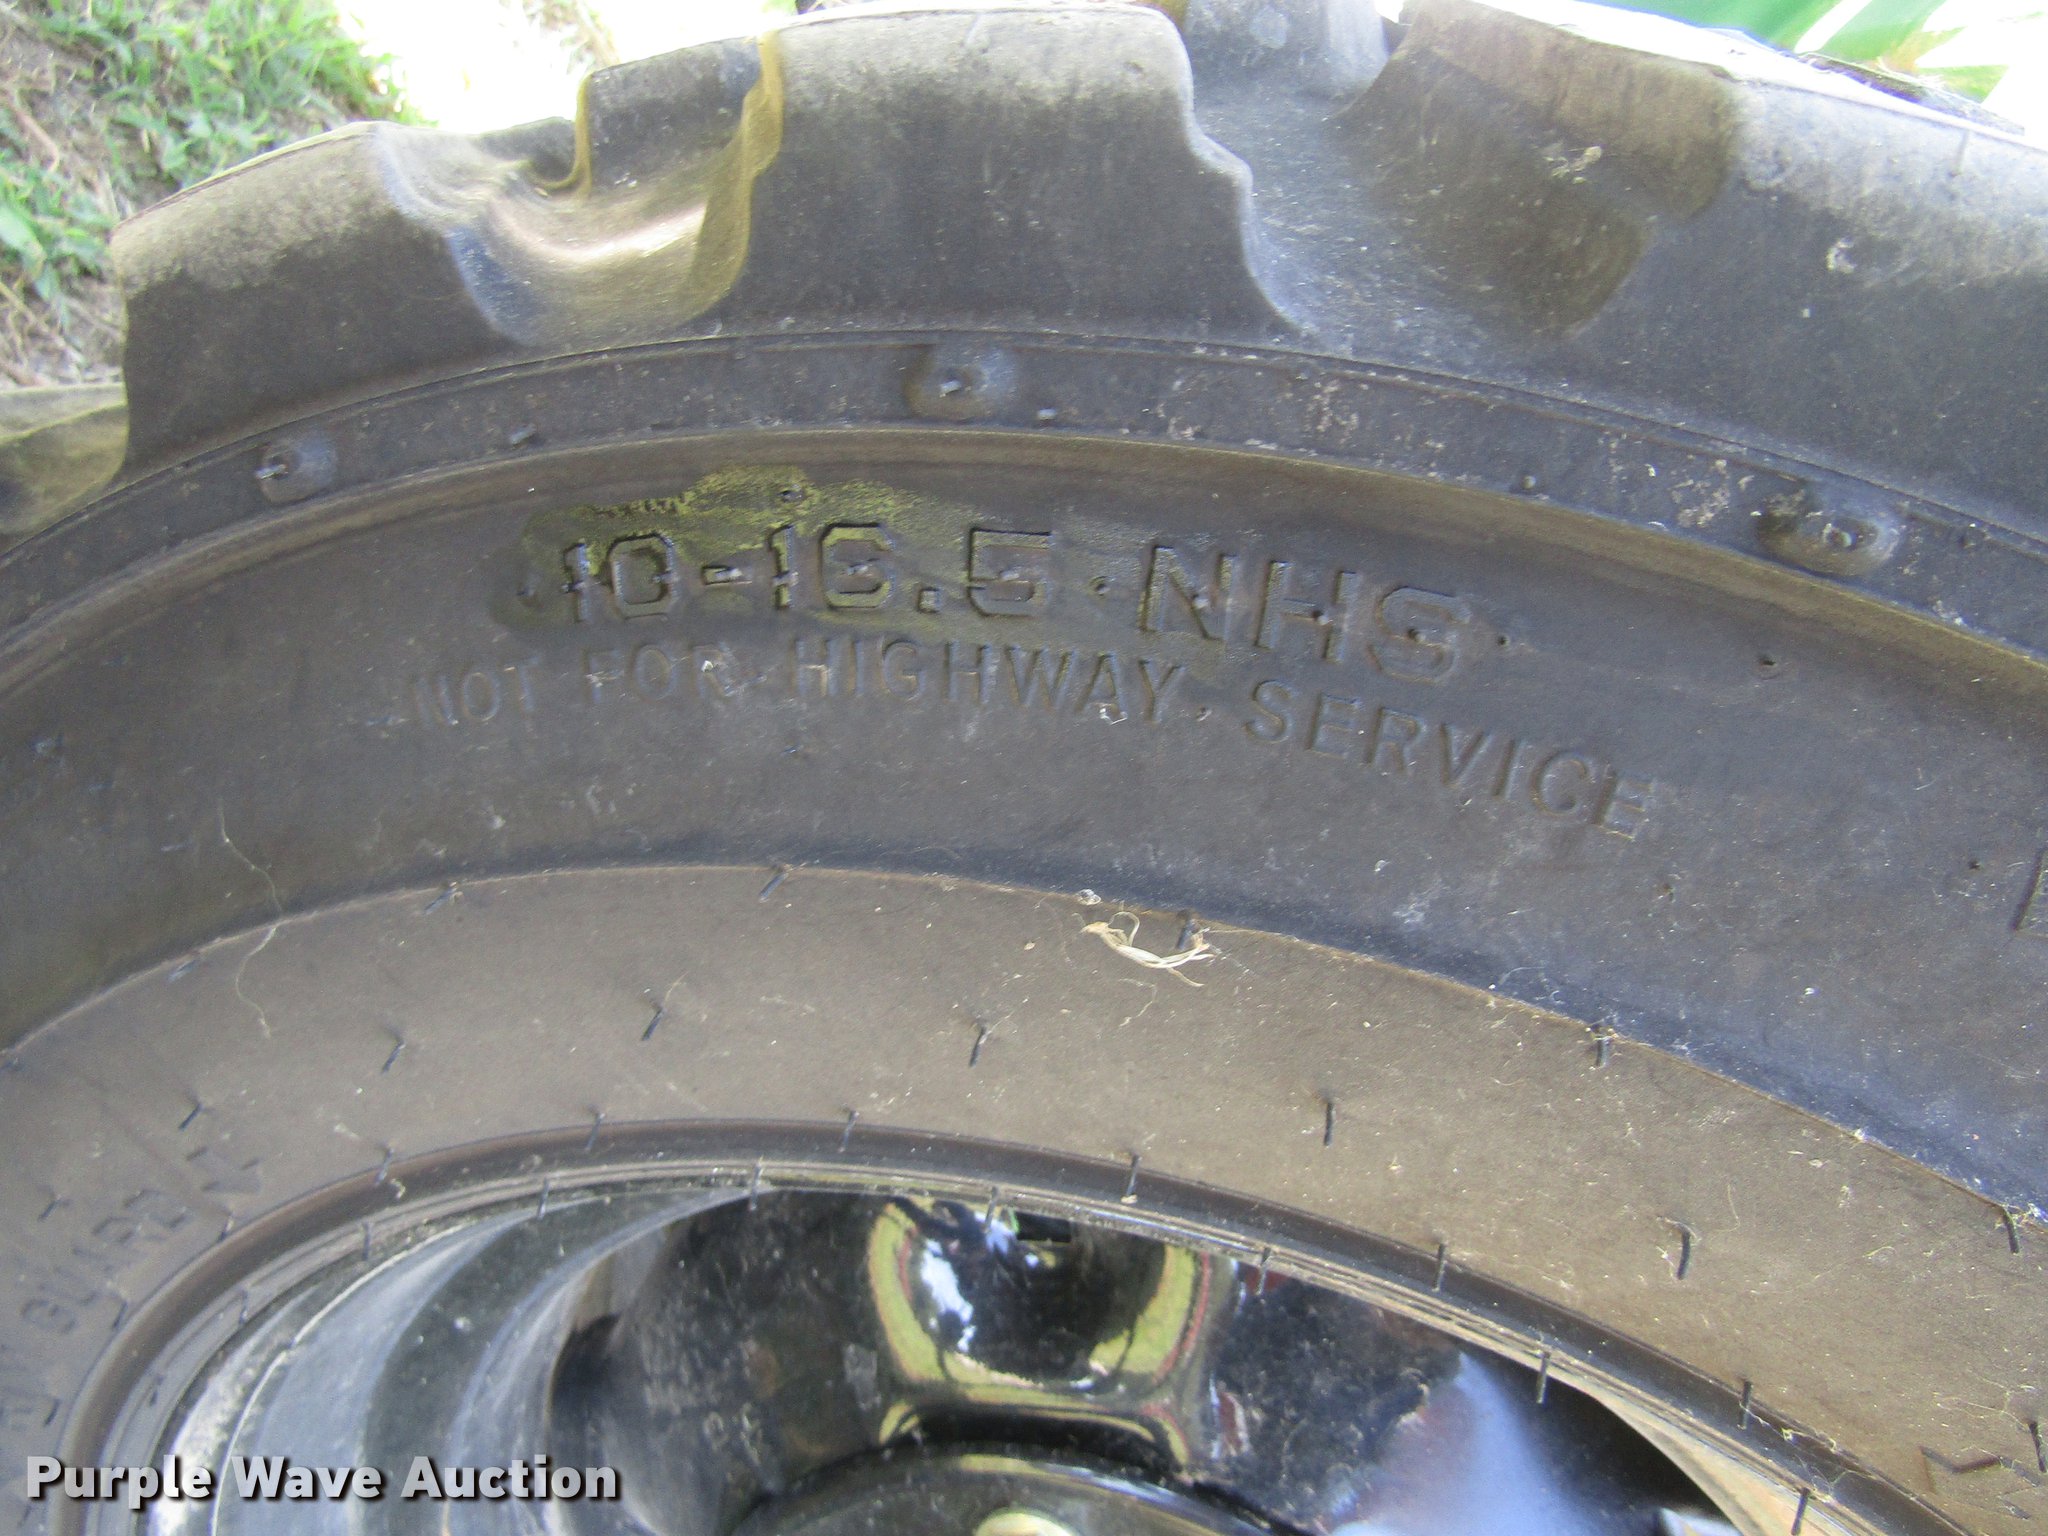 10-16.5 NHS
NOT FOR HIGHWAY SERVICE
Purple Wave Auction